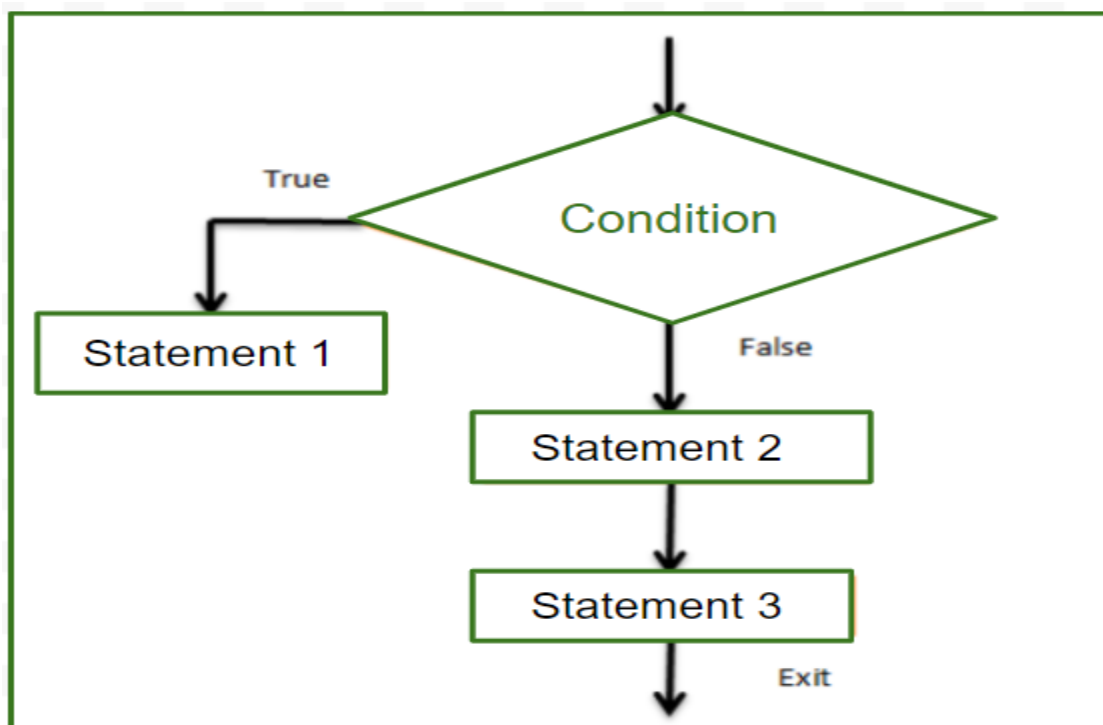 True
Condition
Statement 1
False
Statement 2
Statement 3
Exit